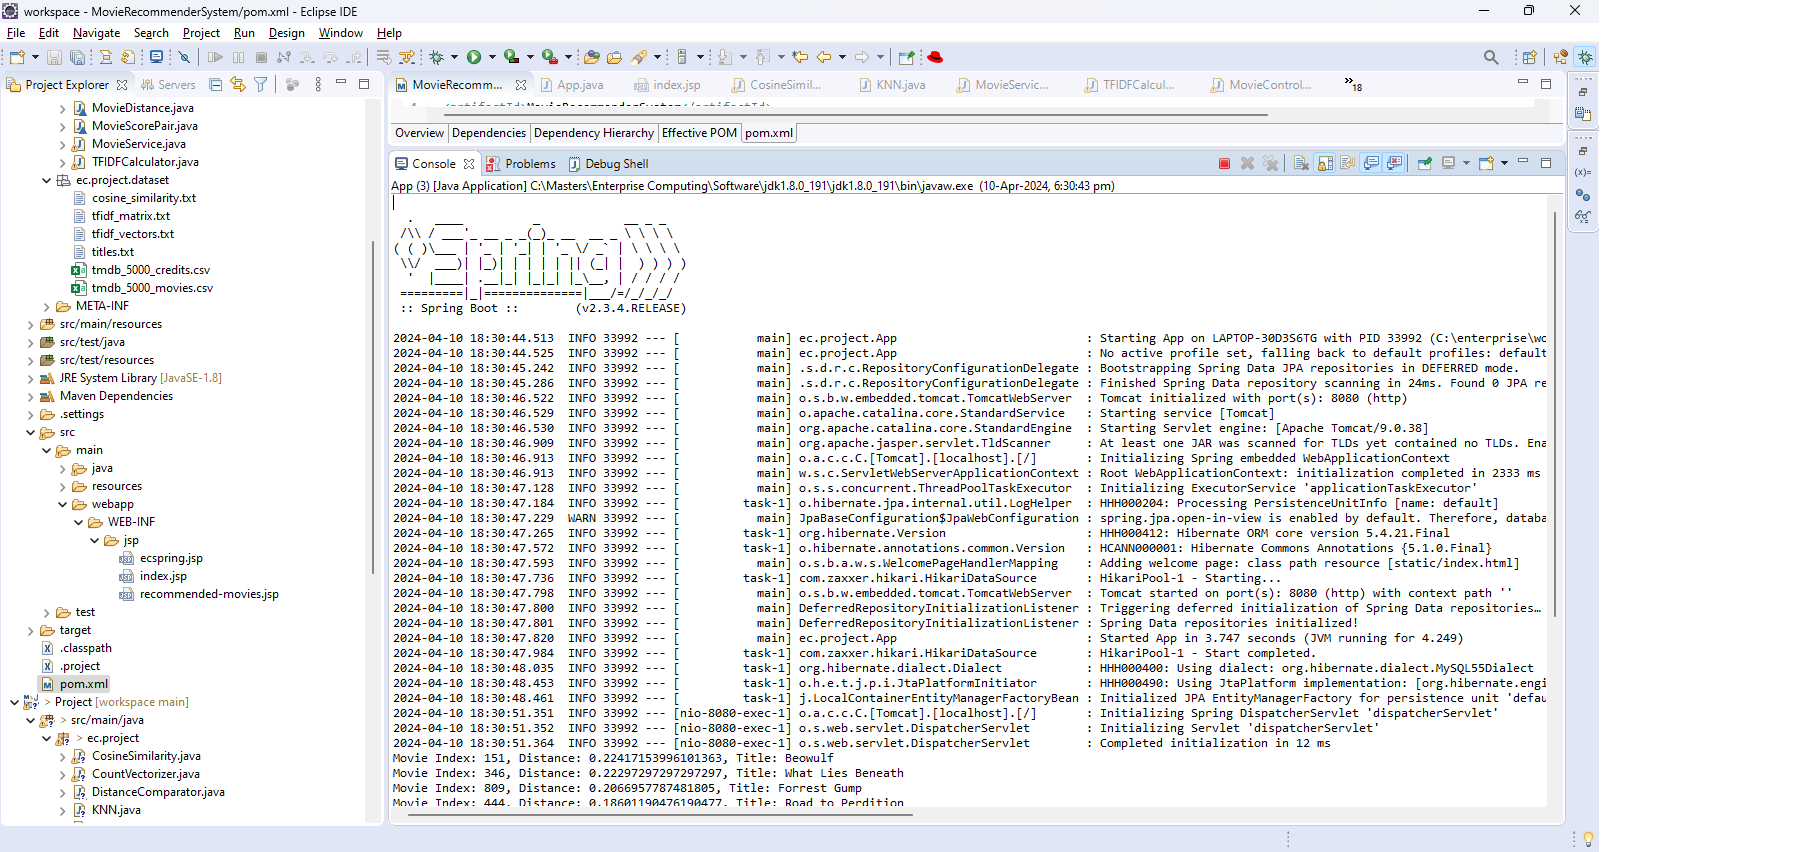 workspace - MovieRecommenderSystem/pom.xml - Eclipse IDE
File Edit Navigate Search Project Run Design Window Help
Project Explorer Servers
MovieDistance.java
MovieScorePair.java
MovieService.java
TFIDFCalculator.java
ec.project.dataset
cosine_similarity.txt
tfidf_matrix.txt
tfidf_vectors.txt
titles.txt
tmdb_5000_credits.csv
tmdb_5000_movies.csv
META-INF
src/main/resources
src/test/java
src/test/resources
JRE System Library [JavaSE-1.8]
Maven Dependencies
.settings
src
main
java
resources
webapp
WEB-INF
jsp
ecspring.jsp
index.jsp
recommended-movies.jsp
test
target
.classpath
.project
pom.xml
> Project [workspace main]
> src/main/java
> ec.project
CosineSimilarity.java
CountVectorizer.java
DistanceComparator.java
KNN.java
MovieRecomm... App.java index.jsp CosineSimil... KNN.java MovieServic... TFIDFCalcul... MovieControl... 18
Overview Dependencies Dependency Hierarchy Effective POM pom.xml
Console Problems Debug Shell
App (3) [Java Application] C:\Masters\Enterprise Computing\Software\jdk1.8.0_191\jdk1.8.0_191\bin\javaw.exe (10-Apr-2024, 6:30:43 pm)
:: Spring Boot :: (v2.3.4.RELEASE)
2024-04-10 18:30:44.513 INFO 33992 --- [ main] ec.project.App : Starting App on LAPTOP-30D3S6TG with PID 33992 (C:\enterprise\wc
2024-04-10 18:30:44.525 INFO 33992 --- [ main] ec.project.App : No active profile set, falling back to default profiles: default
2024-04-10 18:30:45.242 INFO 33992 --- [ main] .s.d.r.c.RepositoryConfigurationDelegate : Bootstrapping Spring Data JPA repositories in DEFERRED mode.
2024-04-10 18:30:45.286 INFO 33992 --- [ main] .s.d.r.c.RepositoryConfigurationDelegate : Finished Spring Data repository scanning in 24ms. Found 0 JPA re
2024-04-10 18:30:46.522 INFO 33992 --- [ main] o.s.b.w.embedded.tomcat.TomcatWebServer : Tomcat initialized with port(s): 8080 (http)
2024-04-10 18:30:46.529 INFO 33992 --- [ main] o.apache.catalina.core.StandardService : Starting service [Tomcat]
2024-04-10 18:30:46.530 INFO 33992 --- [ main] org.apache.catalina.core.StandardEngine : Starting Servlet engine: [Apache Tomcat/9.0.38]
2024-04-10 18:30:46.909 INFO 33992 --- [ main] org.apache.jasper.servlet.TldScanner : At least one JAR was scanned for TLDs yet contained no TLDs. Ena
2024-04-10 18:30:46.913 INFO 33992 --- [ main] o.a.c.c.C.[Tomcat].[localhost].[/] : Initializing Spring embedded WebApplicationContext
2024-04-10 18:30:46.913 INFO 33992 --- [ main] w.s.c.ServletWebServerApplicationContext : Root WebApplicationContext: initialization completed in 2333 ms
2024-04-10 18:30:47.128 INFO 33992 --- [ main] o.s.s.concurrent.ThreadPoolTaskExecutor : Initializing ExecutorService 'applicationTaskExecutor'
2024-04-10 18:30:47.184 INFO 33992 --- [ task-1] o.hibernate.jpa.internal.util.LogHelper : HHH000204: Processing PersistenceUnitInfo [name: default]
2024-04-10 18:30:47.229 WARN 33992 --- [ main] JpaBaseConfiguration$JpaWebConfiguration : spring.jpa.open-in-view is enabled by default. Therefore, databa
2024-04-10 18:30:47.265 INFO 33992 --- [ task-1] org.hibernate.Version : HHH000412: Hibernate ORM core version 5.4.21.Final
2024-04-10 18:30:47.572 INFO 33992 --- [ task-1] o.hibernate.annotations.common.Version : HCANN000001: Hibernate Commons Annotations {5.1.0.Final}
2024-04-10 18:30:47.593 INFO 33992 --- [ main] o.s.b.a.w.s.WelcomePageHandlerMapping : Adding welcome page: class path resource [static/index.html]
2024-04-10 18:30:47.736 INFO 33992 --- [ task-1] com.zaxxer.hikari.HikariDataSource : HikariPool-1 - Starting...
2024-04-10 18:30:47.798 INFO 33992 --- [ main] o.s.b.w.embedded.tomcat.TomcatWebServer : Tomcat started on port(s): 8080 (http) with context path ''
2024-04-10 18:30:47.800 INFO 33992 --- [ main] DeferredRepositoryInitializationListener : Triggering deferred initialization of Spring Data repositories…
2024-04-10 18:30:47.801 INFO 33992 --- [ main] DeferredRepositoryInitializationListener : Spring Data repositories initialized!
2024-04-10 18:30:47.820 INFO 33992 --- [ main] ec.project.App : Started App in 3.747 seconds (JVM running for 4.249)
2024-04-10 18:30:47.984 INFO 33992 --- [ task-1] com.zaxxer.hikari.HikariDataSource : HikariPool-1 - Start completed.
2024-04-10 18:30:48.035 INFO 33992 --- [ task-1] org.hibernate.dialect.Dialect : HHH000400: Using dialect: org.hibernate.dialect.MySQL55Dialect
2024-04-10 18:30:48.453 INFO 33992 --- [ task-1] o.h.e.t.j.p.i.JtaPlatformInitiator : HHH000490: Using JtaPlatform implementation: [org.hibernate.engi
2024-04-10 18:30:48.461 INFO 33992 --- [ task-1] j.LocalContainerEntityManagerFactoryBean : Initialized JPA EntityManagerFactory for persistence unit 'defau
2024-04-10 18:30:51.351 INFO 33992 --- [nio-8080-exec-1] o.a.c.c.C.[Tomcat].[localhost].[/] : Initializing Spring DispatcherServlet 'dispatcherServlet'
2024-04-10 18:30:51.352 INFO 33992 --- [nio-8080-exec-1] o.s.web.servlet.DispatcherServlet : Initializing Servlet 'dispatcherServlet'
2024-04-10 18:30:51.364 INFO 33992 --- [nio-8080-exec-1] o.s.web.servlet.DispatcherServlet : Completed initialization in 12 ms
Movie Index: 151, Distance: 0.22417153996101363, Title: Beowulf
Movie Index: 346, Distance: 0.22297297297297297, Title: What Lies Beneath
Movie Index: 809, Distance: 0.2066957787481805, Title: Forrest Gump
Movie Index: 444, Distance: 0.18601190476190477, Title: Road to Perdition